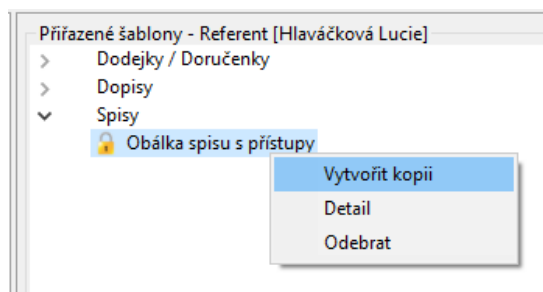 Přiřazené šablony - Referent [Hlaváčková Lucie]
Dodejky / Doručenky
Dopisy
Spisy
Obálka spisu s přístupy
Vytvořit kopii
Detail
Odebrat